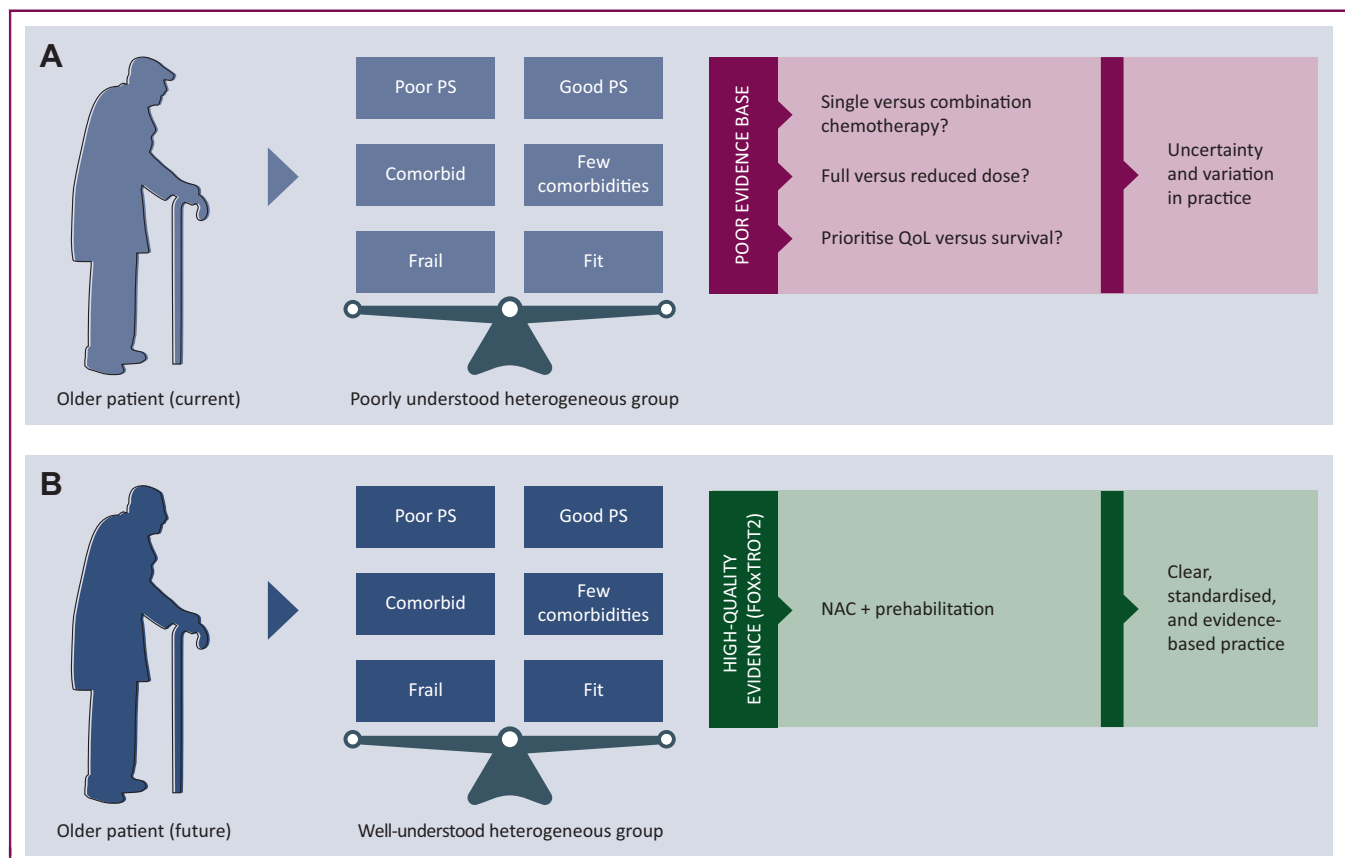 A
Poor PS
Good PS
Comorbid
Few
comorbidities
Frail
Fit
Older patient (current)
Poorly understood heterogeneous group
POOR EVIDENCE BASE
Single versus combination
chemotherapy?
Full versus reduced dose?
Prioritise QoL versus survival?
Uncertainty
and variation
in practice
B
Poor PS
Good PS
Comorbid
Few
comorbidities
Frail
Fit
Older patient (future)
Well-understood heterogeneous group
HIGH-QUALITY
EVIDENCE (FOXxTROT2)
NAC + prehabilitation
Clear,
standardised,
and evidence-
based practice